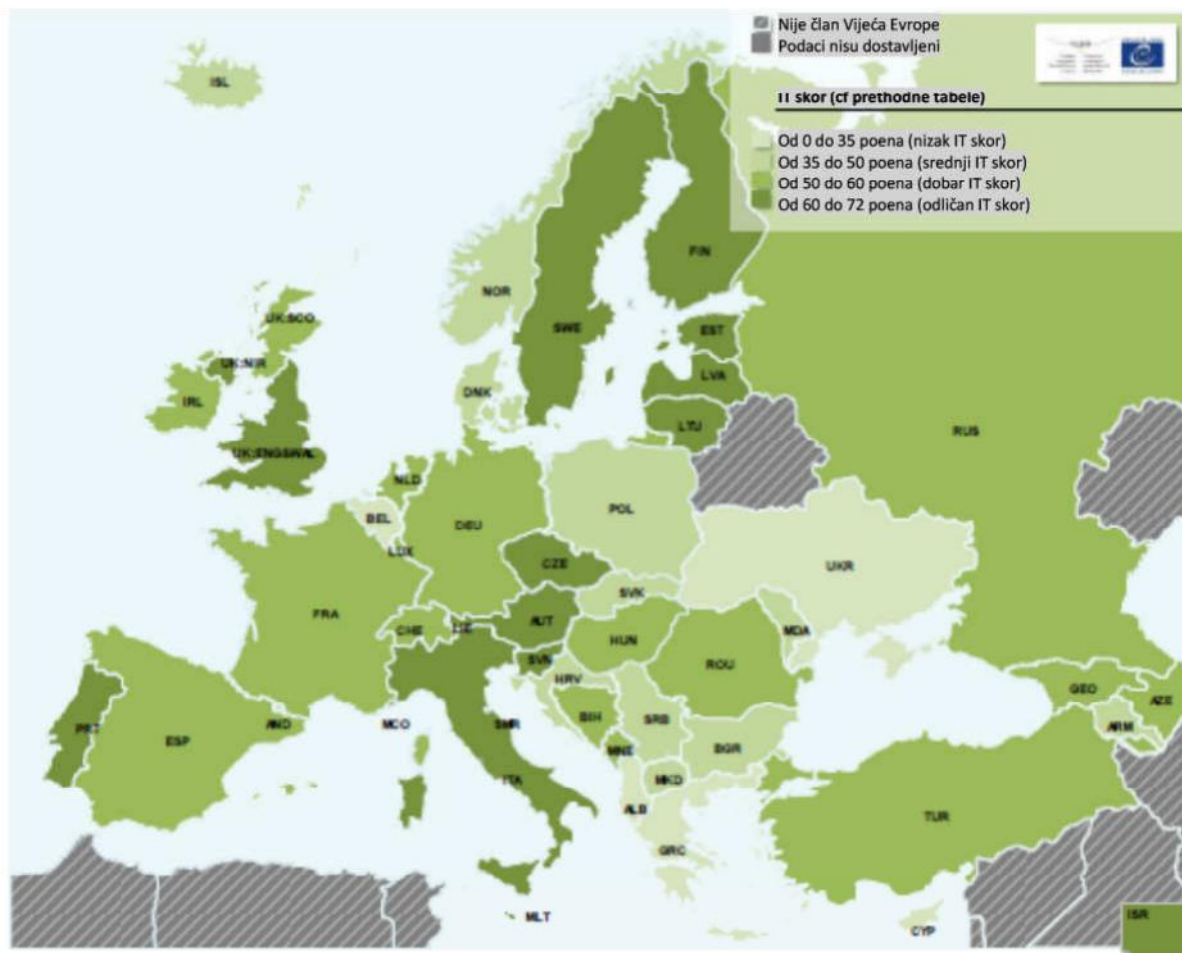 Nije član Vijeća Evrope
Podaci nisu dostavljeni
IT skor (cf prethodne tabele)
Od 0 do 35 poena (nizak IT skor)
Od 35 do 50 poena (srednji IT skor)
Od 50 do 60 poena (dobar IT skor)
Od 60 do 72 poena (odličan IT skor)
ISL
FIN
NOR
UK:SCO
SWE
EST
UK:NIR
LVA
DNK
IRL
LTU
RUS
UK:ENG&WAL
NLD
POL
BEL
DEU
LUX
CZE
UKR
SVK
FRA
AUT
CHE
LIE
MDA
HUN
SVN
ROU
HRV
GEO
AZE
PRT
AND
MCO
SMR
BIH
SRB
ARM
ESP
MNE
BGR
ITA
MKD
ALB
TUR
GRC
MLT
ISR
CYP